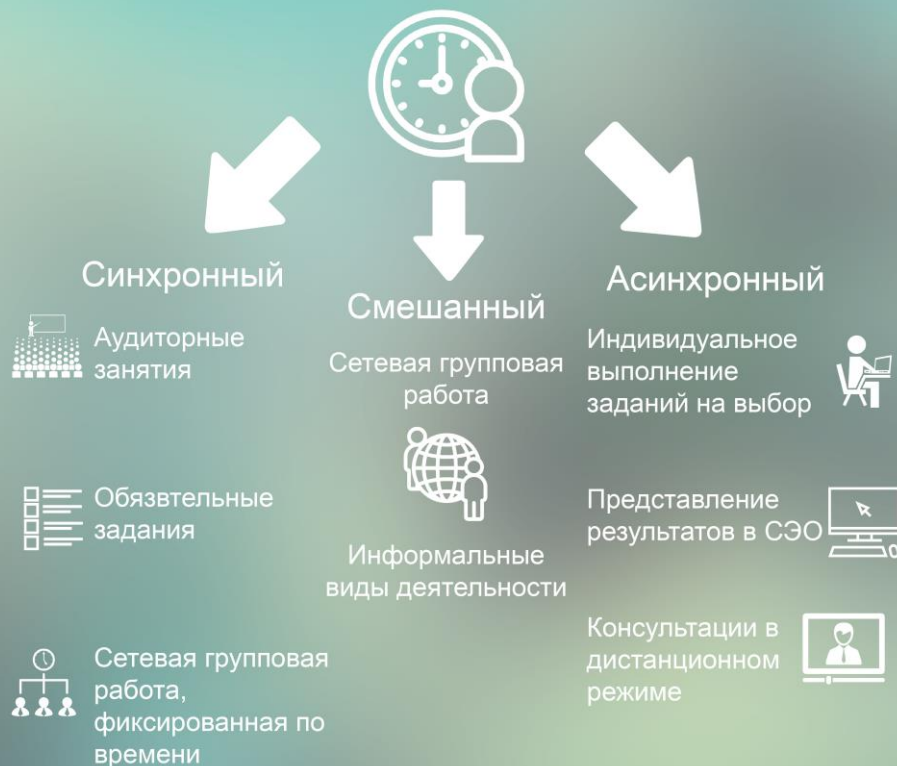 Синхронный
Аудиторные
занятия
Обязвтельные
задания
Сетевая групповая
работа,
фиксированная по
времени
Смешанный
Сетевая групповая
работа
Информальные
виды деятельности
Асинхронный
Индивидуальное
выполнение
заданий на выбор
Представление
результатов в СЭО
Консультации в
дистанционном
режиме